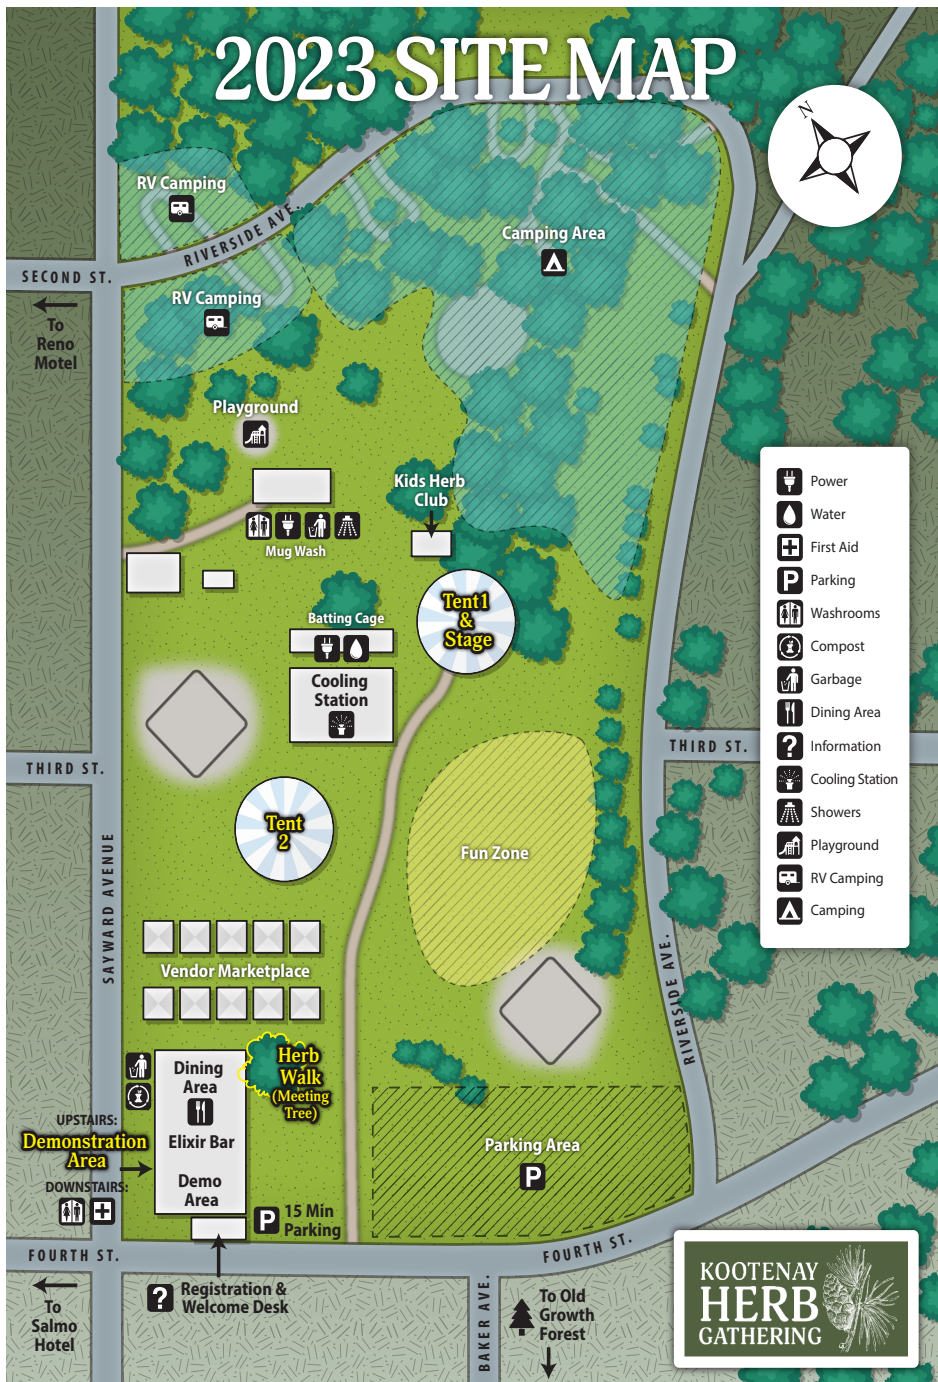 2023 SITE MAP
N
RV Camping
RIVERSIDE AVE.
Camping Area
SECOND ST.
RV Camping
To
Reno
Motel
Playground
Kids Herb
Club
Mug Wash
Power
Water
First Aid
Parking
Washrooms
Compost
Garbage
Dining Area
Information
Cooling Station
Showers
Playground
RV Camping
Camping
Batting Cage
Tent1
&
Stage
Cooling
Station
THIRD ST.
THIRD ST.
Tent
2
Fun Zone
SAYWARD AVENUE
Vendor Marketplace
RIVERSIDE AVE.
Herb
Walk
(Meeting
Tree)
Dining
Area
Elixir Bar
Demo
Area
UPSTAIRS:
Demonstration
Area
DOWNSTAIRS:
Parking Area
P
P
P
15 Min
Parking
FOURTH ST.
FOURTH ST.
?
?
Registration &
Welcome Desk
To
Salmo
Hotel
BAKER AVE.
To Old
Growth
Forest
KOOTENAY
HERB
GATHERING